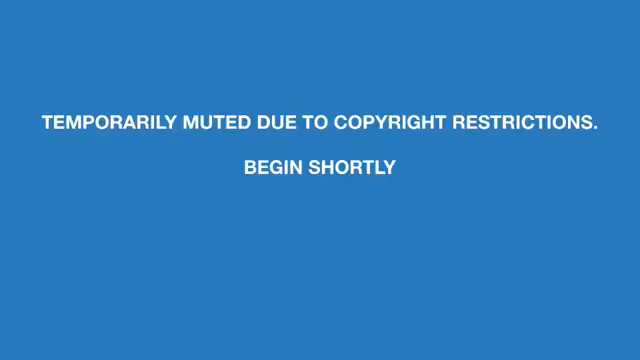 TEMPORARILY MUTED DUE TO COPYRIGHT RESTRICTIONS.
BEGIN SHORTLY